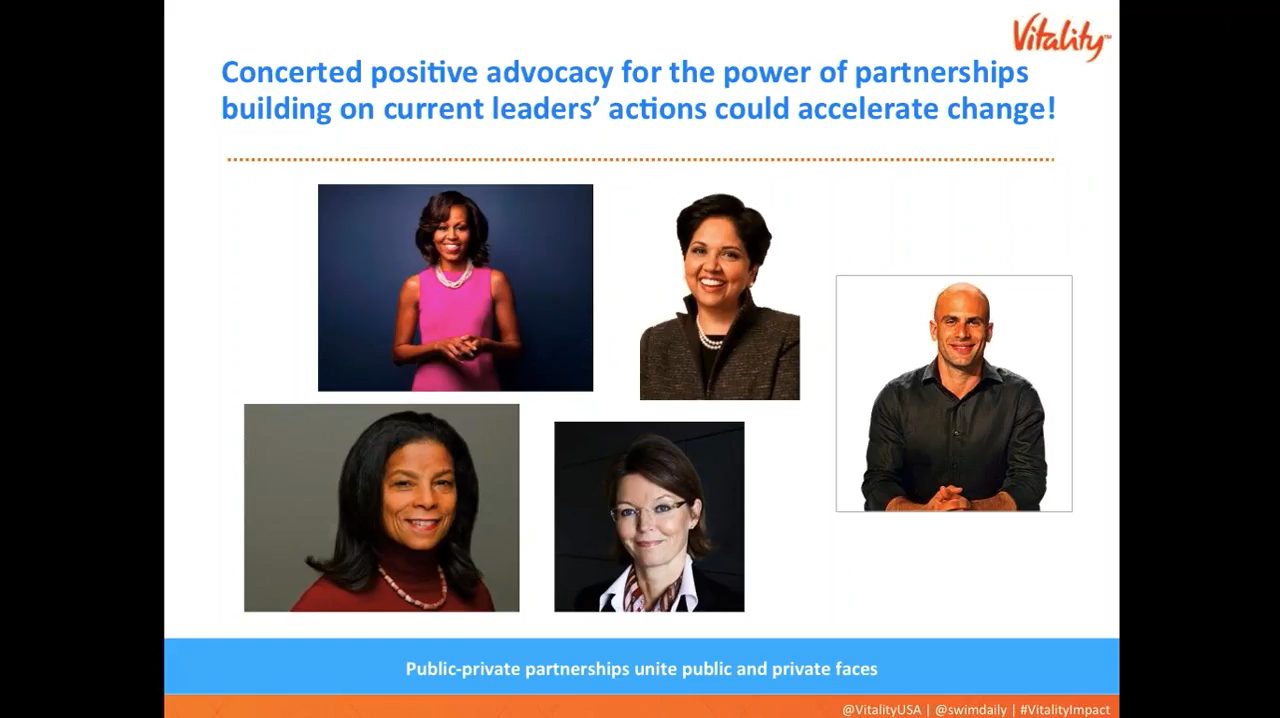 Vitality™
Concerted positive advocacy for the power of partnerships
building on current leaders’ actions could accelerate change!
Public-private partnerships unite public and private faces
@VitalityUSA | @swimdaily | #VitalityImpact